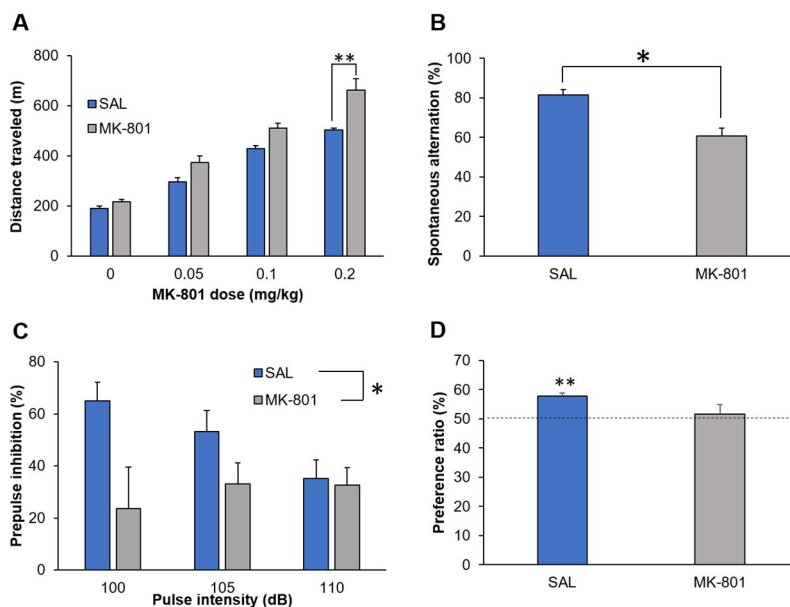 A
800
600
400
200
0
Distance traveled (m)
SAL
MK-801
**
0 0.05 0.1 0.2
MK-801 dose (mg/kg)
B
100
80
60
40
20
0
Spontaneous alternation (%)
*
SAL MK-801
C
80
60
40
20
0
Prepulse inhibition (%)
SAL
MK-801
*
100 105 110
Pulse intensity (dB)
D
70
60
50
40
30
20
10
0
Preference ratio (%)
**
SAL MK-801